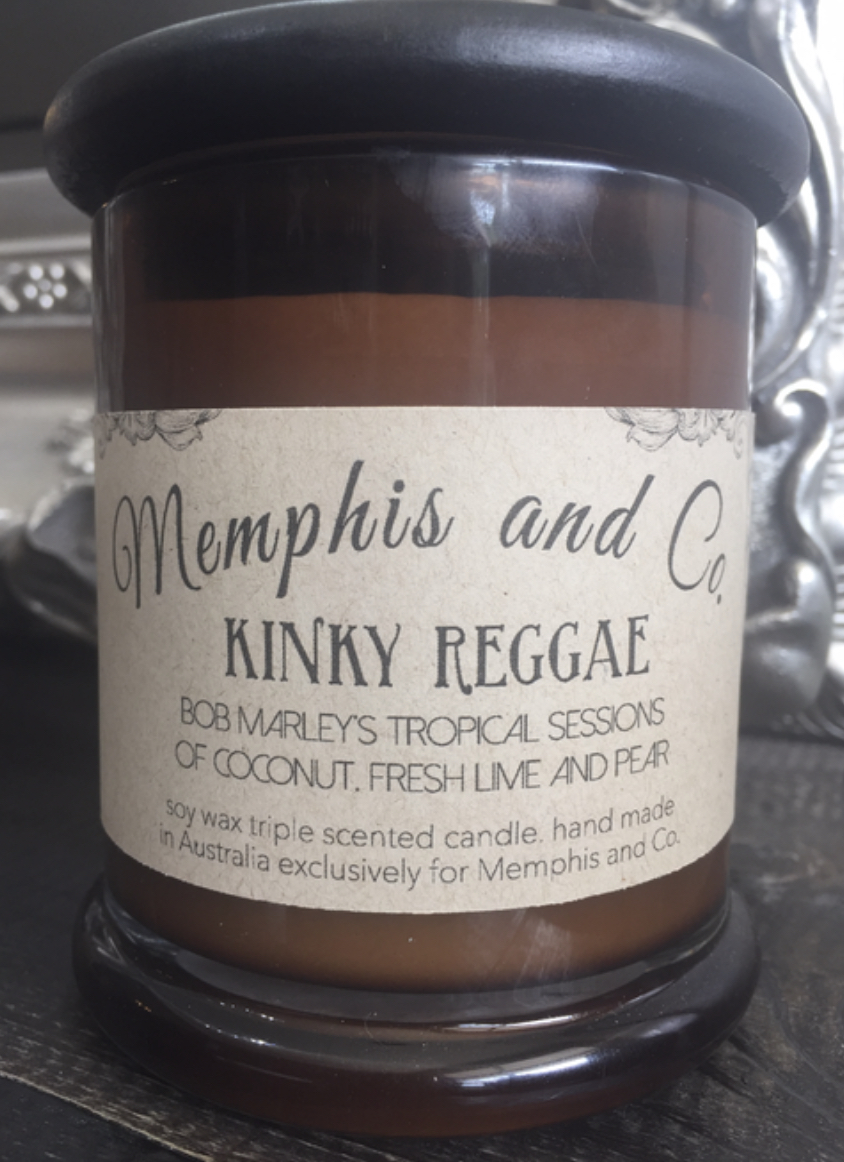 Memphis and Co.
KINKY REGGAE
BOB MARLEY'S TROPICAL SESSIONS
OF COCONUT, FRESH LIME AND PEAR
soy wax triple scented candle. hand made
in Australia exclusively for Memphis and Co.